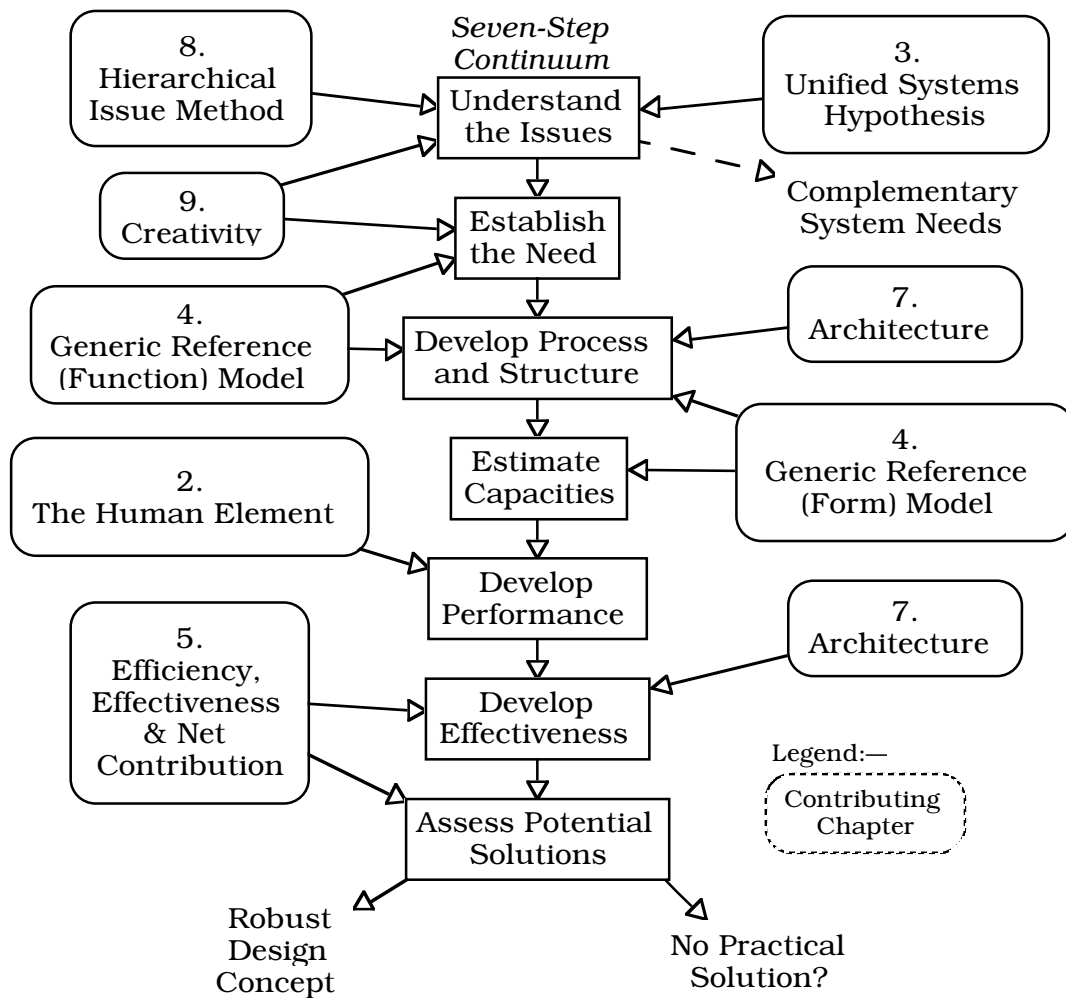 Seven-Step
Continuum
8.
Hierarchical
Issue Method
Understand
the Issues
3.
Unified Systems
Hypothesis
Complementary
System Needs
9.
Creativity
Establish
the Need
4.
Generic Reference
(Function) Model
Develop Process
and Structure
7.
Architecture
2.
The Human Element
Estimate
Capacities
4.
Generic Reference
(Form) Model
Develop
Performance
5.
Efficiency,
Effectiveness
& Net
Contribution
Develop
Effectiveness
7.
Architecture
Legend:—
Contributing
Chapter
Assess Potential
Solutions
Robust
Design
Concept
No Practical
Solution?